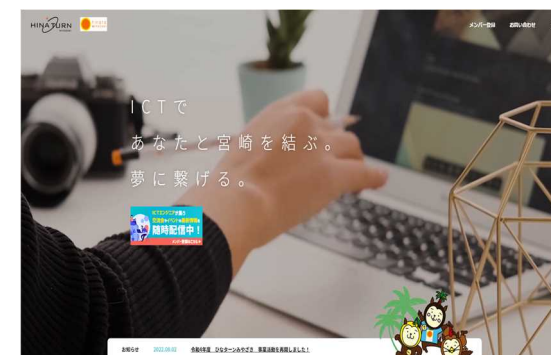 HINATURN
メンバー登録
お問い合わせ
ICTで
あなたと宮崎を結ぶ。
夢に繋げる。
随時配信中！
お知らせ 2022.06.02 令和4年度 ひなターンみやざき 事業活動を再開しました！